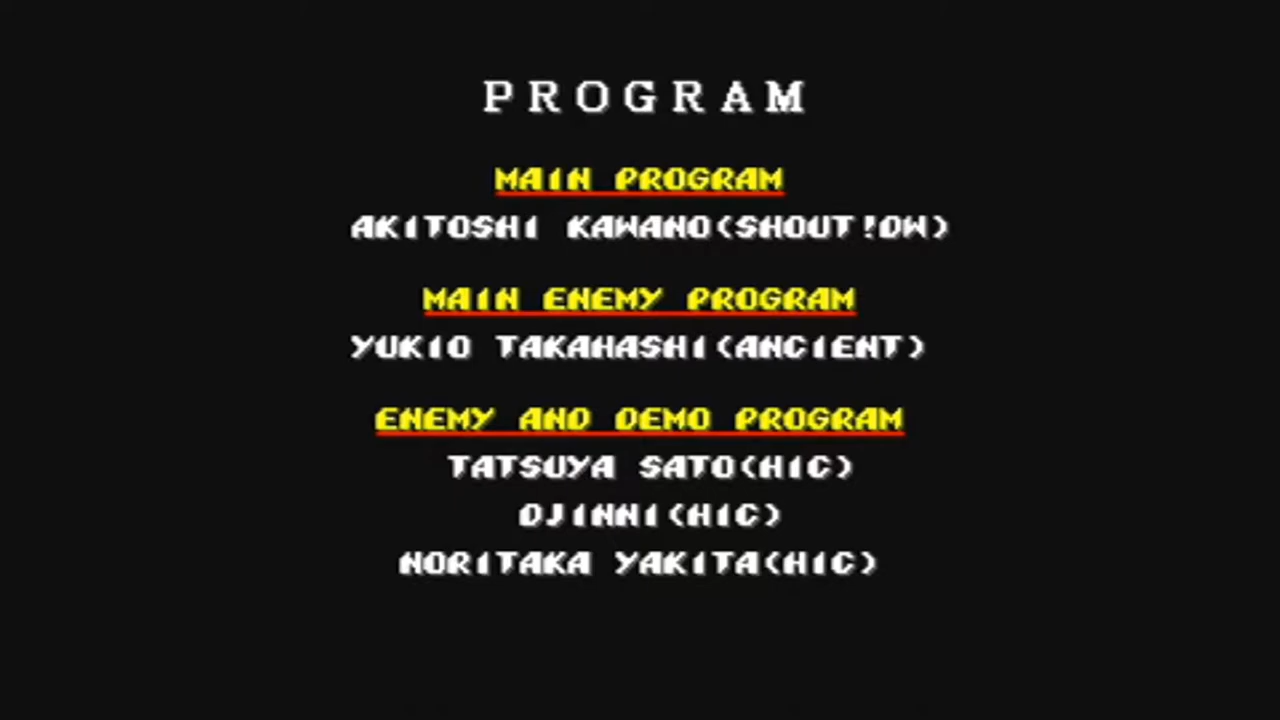 PROGRAM
MAIN PROGRAM
AKITOSHI KAWANO(SHOUT!DW)
MAIN ENEMY PROGRAM
YUKIO TAKAHASHI(ANCIENT)
ENEMY AND DEMO PROGRAM
TATSUYA SATO(HIC)
DJINNI(HIC)
NORITAKA YAKITA(HIC)